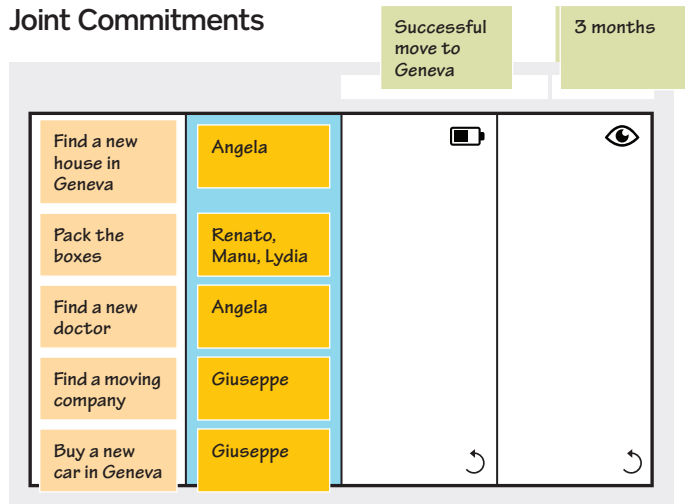 Joint Commitments
Successful
move to
Geneva
3 months
Find a new
house in
Geneva
Angela
Pack the
boxes
Renato,
Manu, Lydia
Find a new
doctor
Angela
Find a moving
company
Giuseppe
Buy a new
car in Geneva
Giuseppe